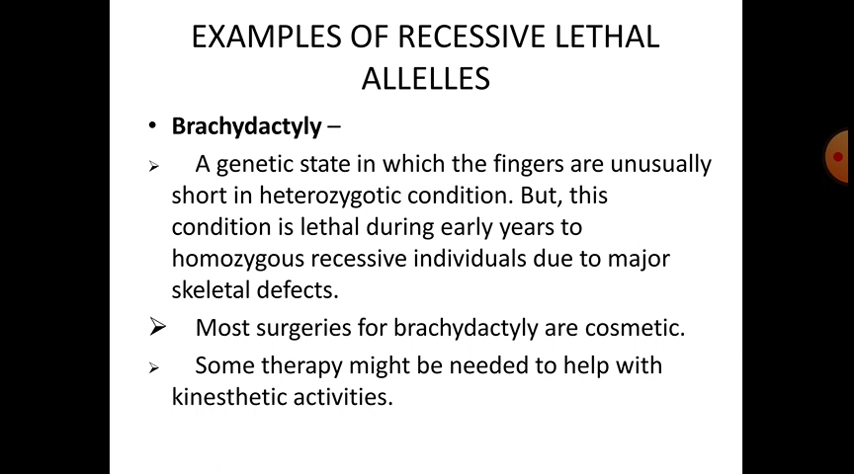 EXAMPLES OF RECESSIVE LETHAL
ALLELLES
• Brachydactyly –
➢ A genetic state in which the fingers are unusually
short in heterozygotic condition. But, this
condition is lethal during early years to
homozygous recessive individuals due to major
skeletal defects.
➢ Most surgeries for brachydactyly are cosmetic.
➢ Some therapy might be needed to help with
kinesthetic activities.